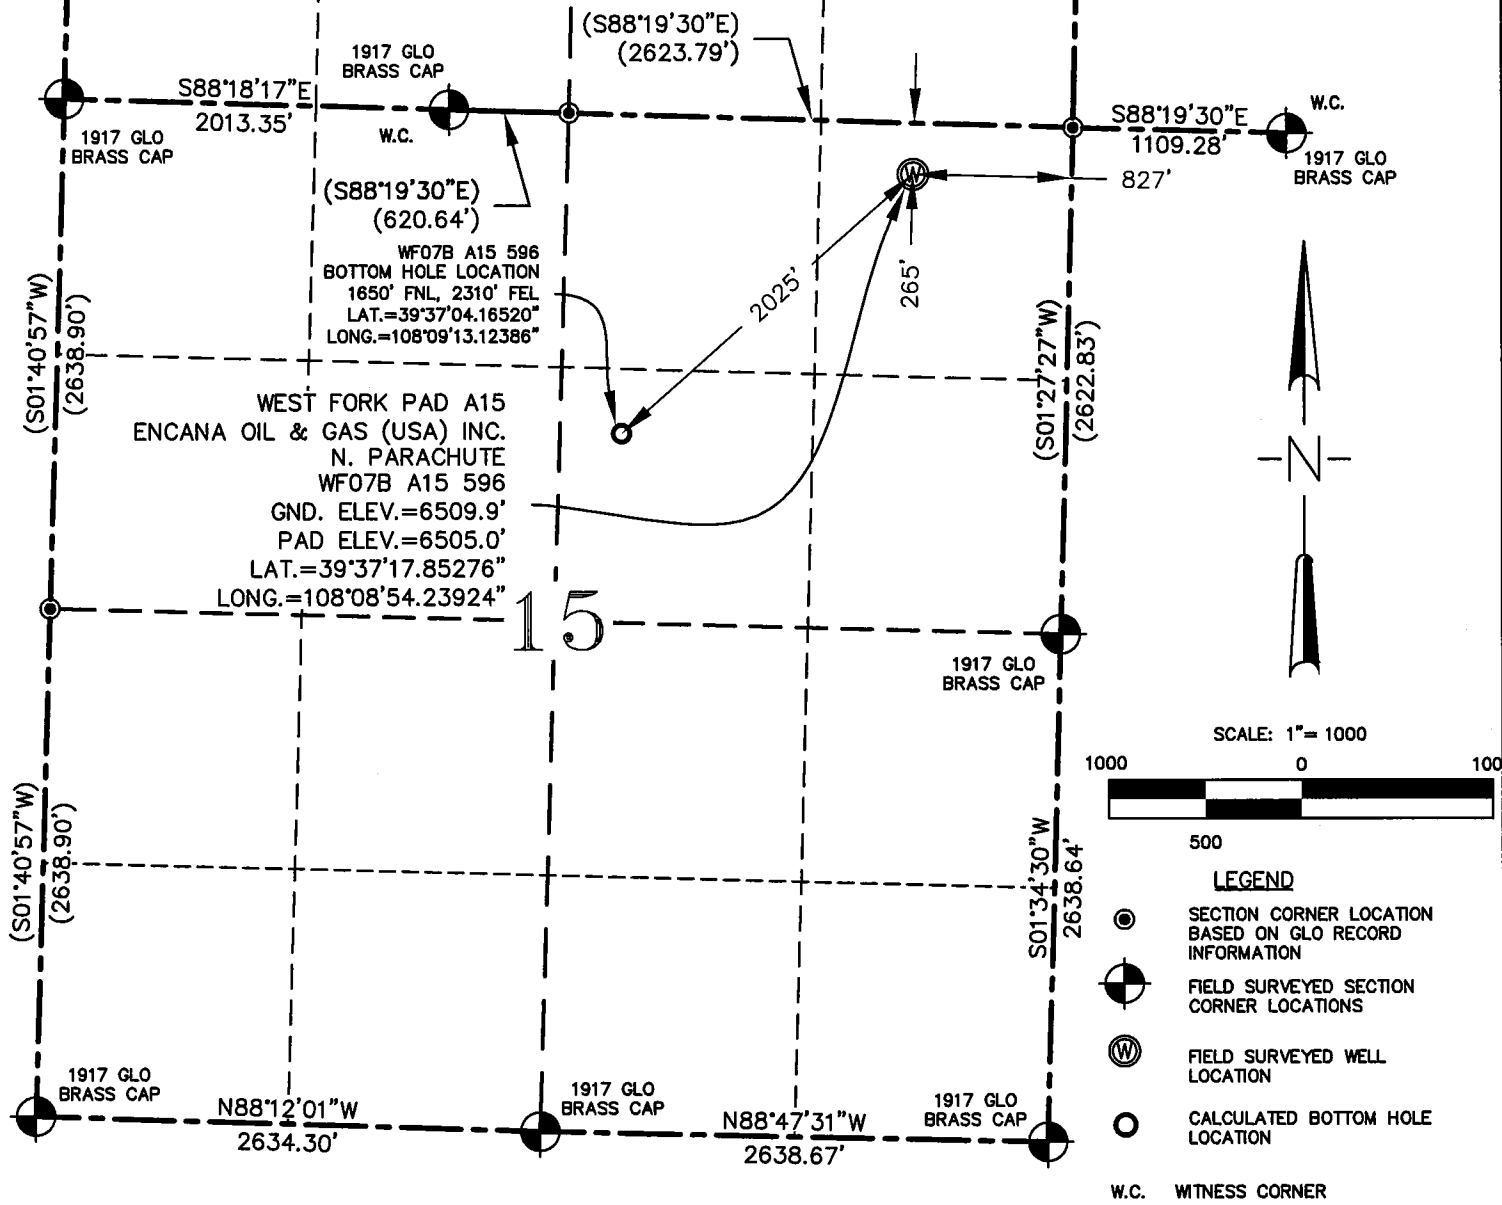 (S88°19'30"E)
(2623.79')
1917 GLO
BRASS CAP
S88°18'17"E
2013.35'
W.C.
1917 GLO
BRASS CAP
S88°19'30"E
1109.28'
W.C.
1917 GLO
BRASS CAP
(S88°19'30"E)
(620.64')
W
827'
265'
2025'
WF07B A15 596
BOTTOM HOLE LOCATION
1650' FNL, 2310' FEL
LAT.=39°37'04.16520"
LONG.=108°09'13.12386"
(S01°40'57"W)
(2638.90')
(S01°27'27"W)
(2622.83')
WEST FORK PAD A15
ENCANA OIL & GAS (USA) INC.
N. PARACHUTE
WF07B A15 596
GND. ELEV.=6509.9'
PAD ELEV.=6505.0'
LAT.=39°37'17.85276"
LONG.=108°08'54.23924"
15
N
1917 GLO
BRASS CAP
(S01°40'57"W)
(2638.90')
S01°34'30"W
2638.64'
1917 GLO
BRASS CAP
N88°12'01"W
2634.30'
1917 GLO
BRASS CAP
N88°47'31"W
2638.67'
1917 GLO
BRASS CAP
SCALE: 1"= 1000
1000 0 100
500
LEGEND
SECTION CORNER LOCATION
BASED ON GLO RECORD
INFORMATION
FIELD SURVEYED SECTION
CORNER LOCATIONS
W FIELD SURVEYED WELL
LOCATION
CALCULATED BOTTOM HOLE
LOCATION
W.C. WITNESS CORNER